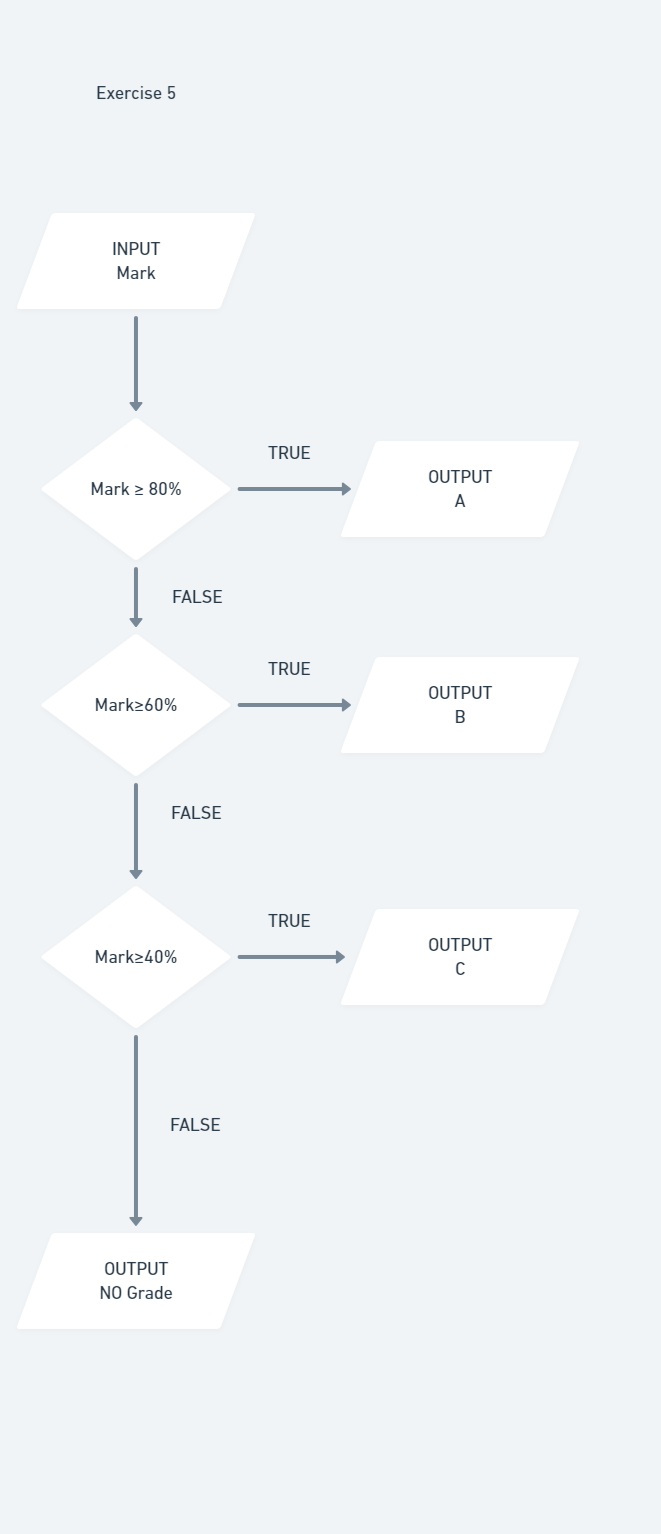 Exercise 5
INPUT
Mark
Mark ≥ 80%
TRUE
OUTPUT
A
FALSE
Mark≥60%
TRUE
OUTPUT
B
FALSE
Mark≥40%
TRUE
OUTPUT
C
FALSE
OUTPUT
NO Grade